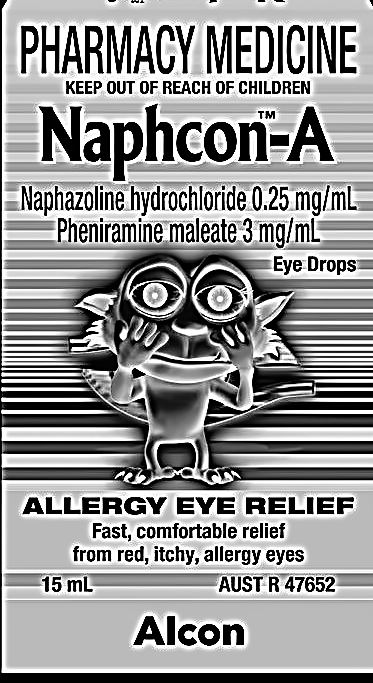 PHARMACY MEDICINE
KEEP OUT OF REACH OF CHILDREN
Naphcon™-A
Naphazoline hydrochloride 0.25 mg/mL
Pheniramine maleate 3 mg/mL
Eye Drops
ALLERGY EYE RELIEF
Fast, comfortable relief
from red, itchy, allergy eyes
15 mL AUST R 47652
Alcon